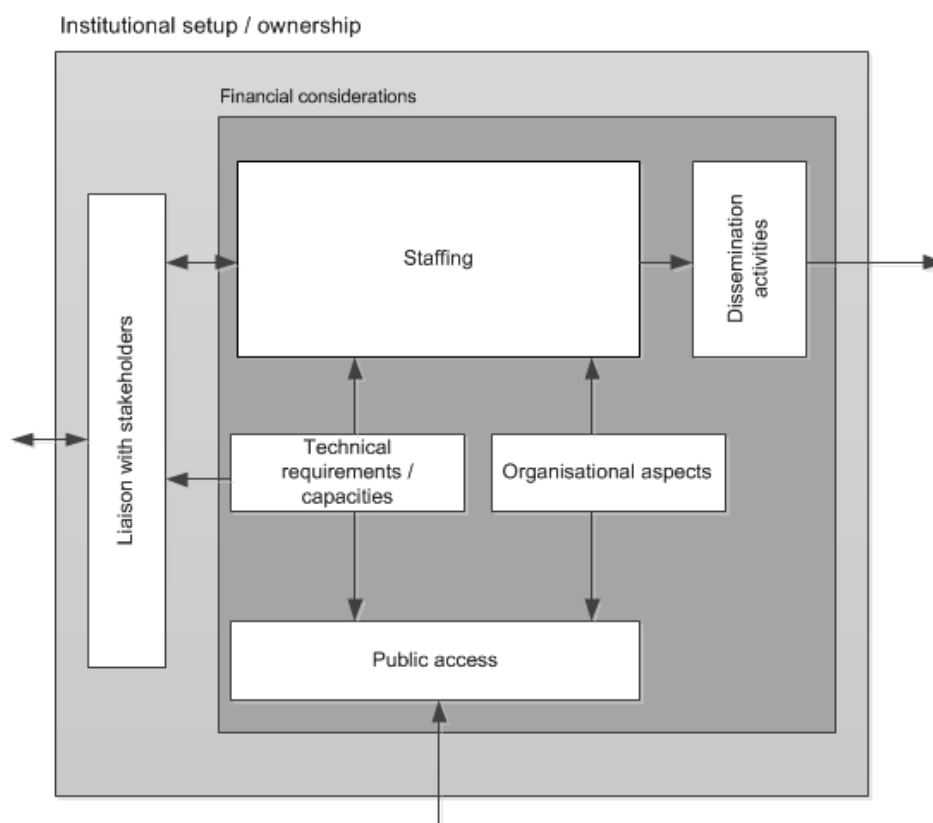 Institutional setup / ownership
Financial considerations
Staffing
Dissemination
activities
Liaison with stakeholders
Technical
requirements /
capacities
Organisational aspects
Public access